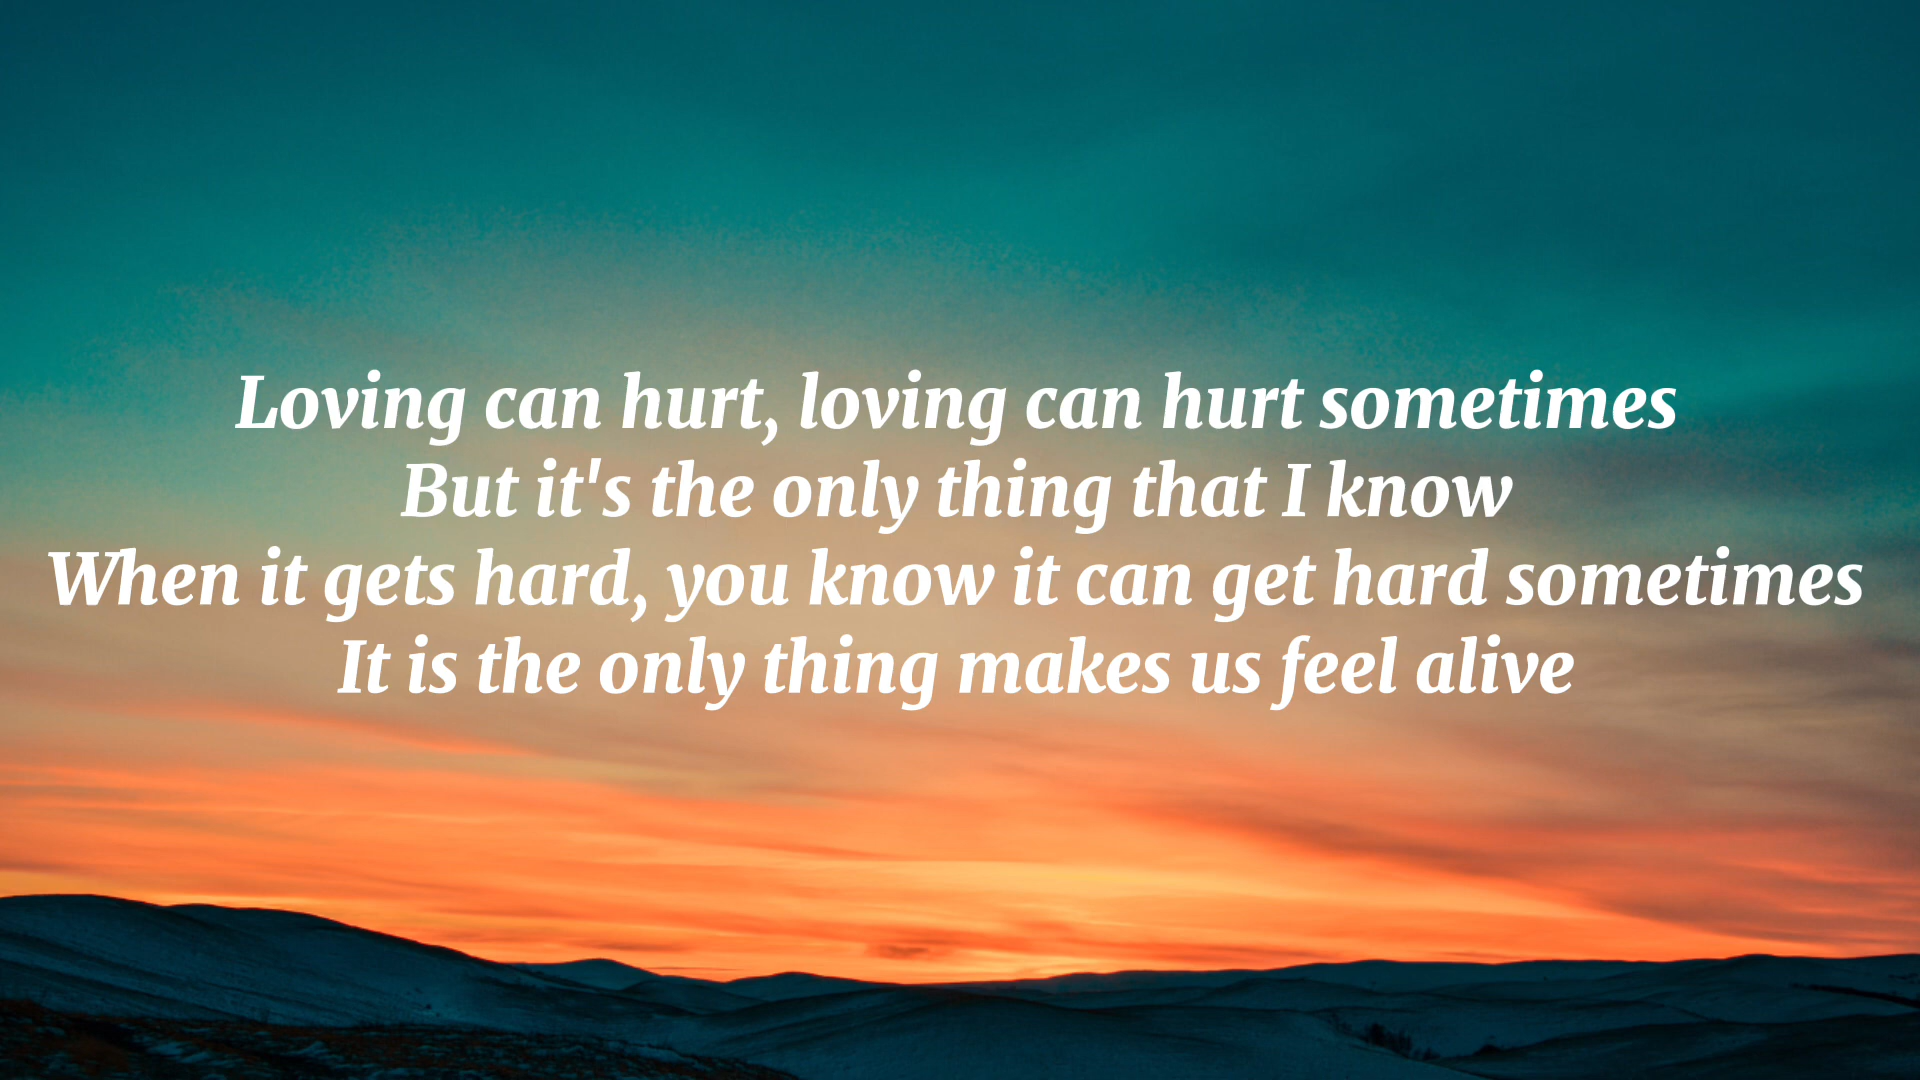 Loving can hurt, loving can hurt sometimes
But it's the only thing that I know
When it gets hard, you know it can get hard sometimes
It is the only thing makes us feel alive